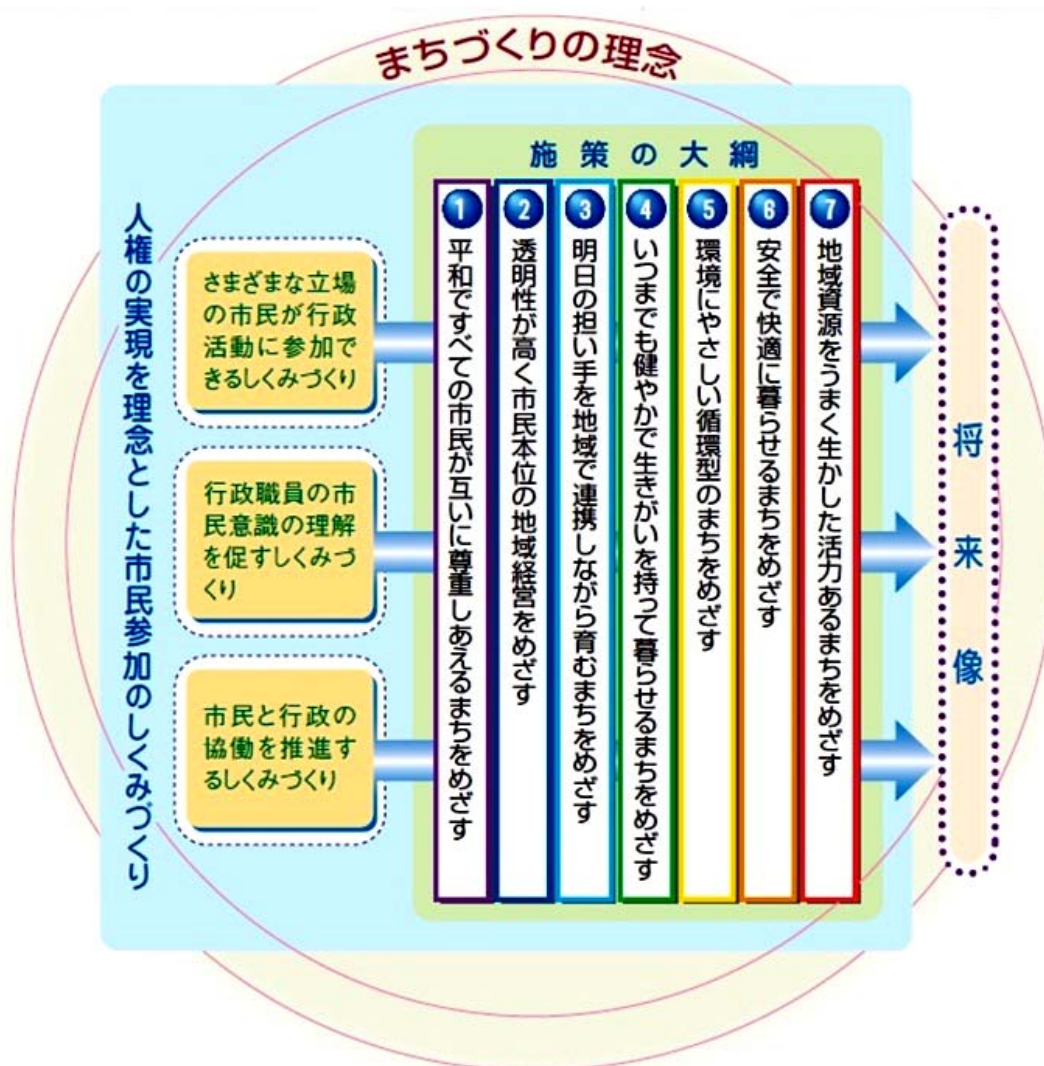 まちづくりの理念
人権の実現を理念とした市民参加のしくみづくり
さまざまな立場
の市民が行政
活動に参加で
きるしくみづくり
行政職員の市
民意識の理解
を促すしくみづ
くり
市民と行政の
協働を推進す
るしくみづくり
施策の大綱
1 平和ですべての市民が互いに尊重しあえるまちをめざす
2 透明性が高く市民本位の地域経営をめざす
3 明日の担い手を地域で連携しながら育むまちをめざす
4 いつまでも健やかで生きがいを持って暮らせるまちをめざす
5 環境にやさしい循環型のまちをめざす
6 安全で快適に暮らせるまちをめざす
7 地域資源をうまく生かした活力あるまちをめざす
将来像